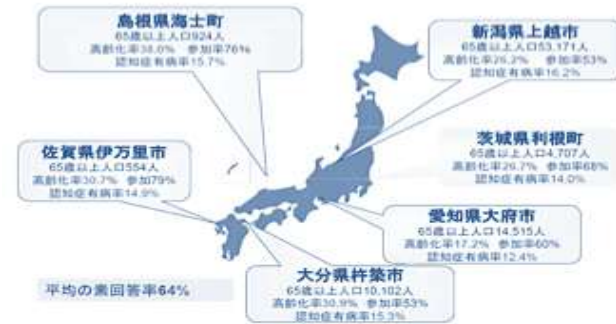 島根県海士町
65歳以上人口924人
高齢化率38.0% 参加率76%
認知症有病率15.7%
新潟県上越市
65歳以上人口53,171人
高齢化率26.2% 参加率53%
認知症有病率16.2%
佐賀県伊万里市
65歳以上人口554人
高齢化率30.7% 参加79%
認知症有病率14.9%
茨城県利根町
65歳以上人口4,707人
高齢化率26.7% 参加率68%
認知症有病率14.0%
愛知県大府市
65歳以上人口14,515人
高齢化率17.2% 参加率60%
認知症有病率12.4%
大分県杵築市
65歳以上人口10,102人
高齢化率30.9% 参加率53%
認知症有病率15.3%
平均の素回答率64%